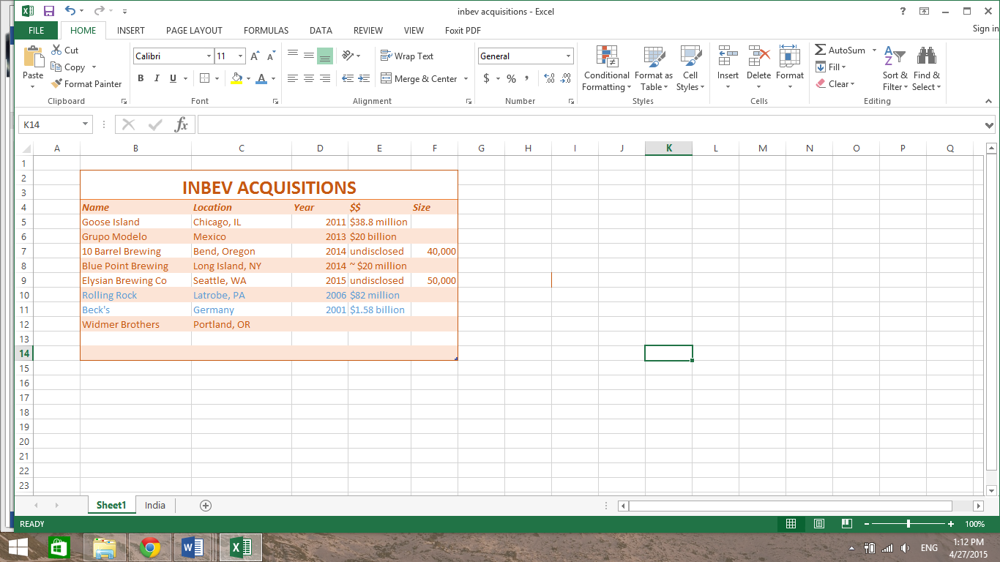 inbev acquisitions - Excel
?
FILE HOME INSERT PAGE LAYOUT FORMULAS DATA REVIEW VIEW Foxit PDF Sign in
Paste
Cut
Copy
Format Painter
Clipboard
Calibri 11 A A
B I U A
Font
Wrap Text
Merge & Center
Alignment
General
$ % ,
Number
Conditional Formatting
Format as Table
Cell Styles
Styles
Insert Delete Format
Cells
AutoSum
Fill
Clear
Sort & Filter
Find & Select
Editing
K14 fx
A B C D E F G H I J K L M N O P Q
1
2
INBEV ACQUISITIONS
3
4 Name Location Year $$ Size
5 Goose Island Chicago, IL 2011 $38.8 million
6 Grupo Modelo Mexico 2013 $20 billion
7 10 Barrel Brewing Bend, Oregon 2014 undisclosed 40,000
8 Blue Point Brewing Long Island, NY 2014 ~ $20 million
9 Elysian Brewing Co Seattle, WA 2015 undisclosed 50,000
10 Rolling Rock Latrobe, PA 2006 $82 million
11 Beck's Germany 2001 $1.58 billion
12 Widmer Brothers Portland, OR
13
14
15
16
17
18
19
20
21
22
23
Sheet1 India
READY 100%
ENG 1:12 PM
4/27/2015